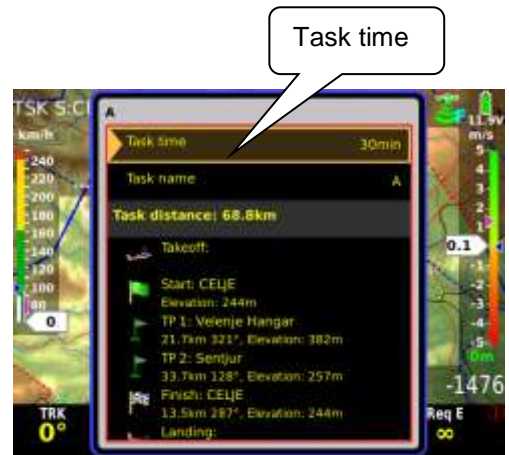 Task time
TSK S:C
A
km/h
11.9V
m/s
Task time 30min
Task name A
Task distance: 68.8km
Takeoff:
Start: CELJE
Elevation: 244m
TP 1: Velenje Hangar
21.7km 321°, Elevation: 382m
TP 2: Sentjur
33.7km 128°, Elevation: 257m
Finish: CELJE
13.5km 287°, Elevation: 244m
Landing:
240
220
200
180
160
140
120
100
80
0
5
4
3
2
1
0.1
-1
-2
-3
-4
-5
0m
-1476
TRK
0°
Req E
∞